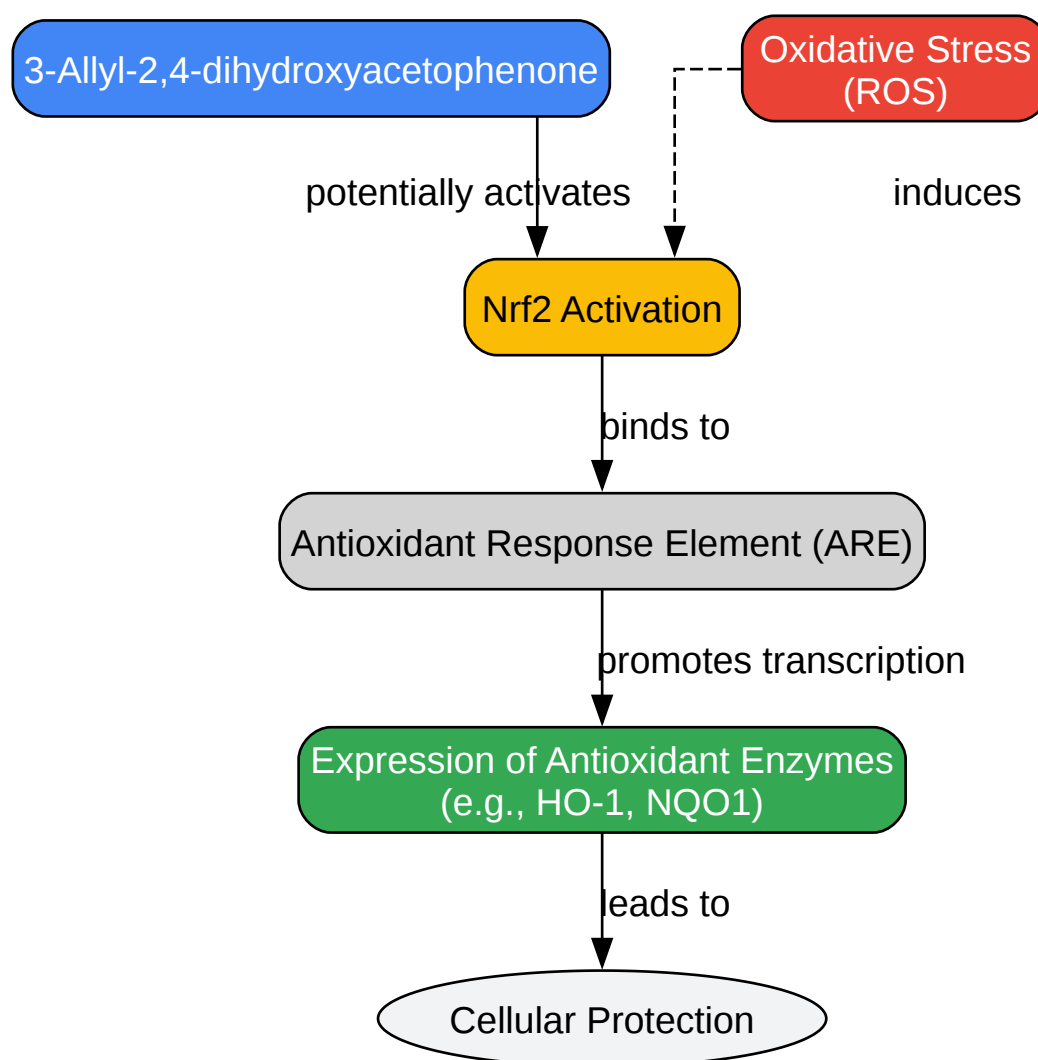 3-Allyl-2,4-dihydroxyacetophenone
Oxidative Stress
(ROS)
potentially activates
induces
Nrf2 Activation
binds to
Antioxidant Response Element (ARE)
promotes transcription
Expression of Antioxidant Enzymes
(e.g., HO-1, NQO1)
leads to
Cellular Protection